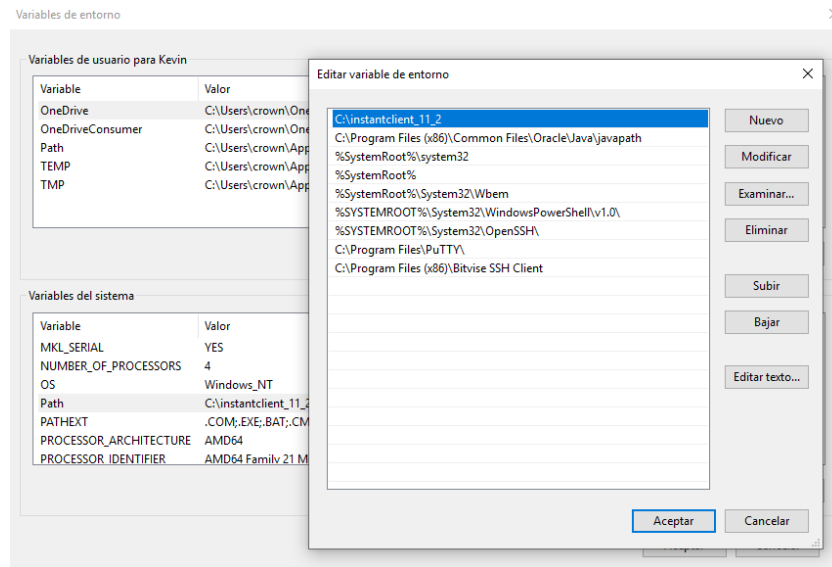 Variables de entorno
Variables de usuario para Kevin
Variable Valor
OneDrive C:\Users\crown\One
OneDriveConsumer C:\Users\crown\One
Path C:\Users\crown\App
TEMP C:\Users\crown\App
TMP C:\Users\crown\App
Variables del sistema
Variable Valor
MKL_SERIAL YES
NUMBER_OF_PROCESSORS 4
OS Windows_NT
Path C:\instantclient_11_2
PATHEXT .COM;.EXE;.BAT;.CM
PROCESSOR_ARCHITECTURE AMD64
PROCESSOR IDENTIFIER AMD64 Family 21 M
Editar variable de entorno
C:\instantclient_11_2
C:\Program Files (x86)\Common Files\Oracle\Java\javapath
%SystemRoot%\system32
%SystemRoot%
%SystemRoot%\System32\Wbem
%SYSTEMROOT%\System32\WindowsPowerShell\v1.0\
%SYSTEMROOT%\System32\OpenSSH\
C:\Program Files\PuTTY\
C:\Program Files (x86)\Bitvise SSH Client
Nuevo
Modificar
Examinar...
Eliminar
Subir
Bajar
Editar texto...
Aceptar
Cancelar